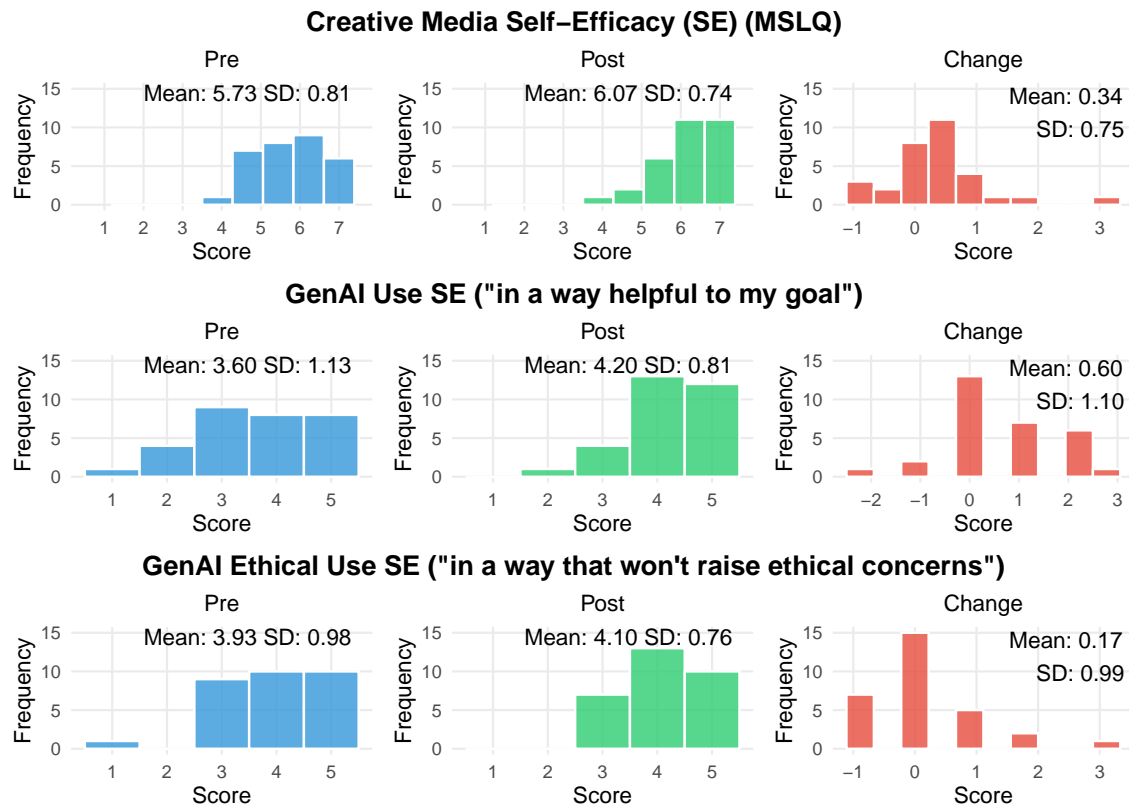 Creative Media Self−Efficacy (SE) (MSLQ)
Pre
Post
Change
Mean: 5.73 SD: 0.81
Mean: 6.07 SD: 0.74
Mean: 0.34
SD: 0.75
Frequency
15
10
5
0
1 2 3 4 5 6 7
Score
Frequency
15
10
5
0
1 2 3 4 5 6 7
Score
Frequency
15
10
5
0
−1 0 1 2 3
Score
GenAI Use SE ("in a way helpful to my goal")
Pre
Post
Change
Mean: 3.60 SD: 1.13
Mean: 4.20 SD: 0.81
Mean: 0.60
SD: 1.10
Frequency
15
10
5
0
1 2 3 4 5
Score
Frequency
15
10
5
0
1 2 3 4 5
Score
Frequency
15
10
5
0
−2 −1 0 1 2 3
Score
GenAI Ethical Use SE ("in a way that won't raise ethical concerns")
Pre
Post
Change
Mean: 3.93 SD: 0.98
Mean: 4.10 SD: 0.76
Mean: 0.17
SD: 0.99
Frequency
15
10
5
0
1 2 3 4 5
Score
Frequency
15
10
5
0
1 2 3 4 5
Score
Frequency
15
10
5
0
−1 0 1 2 3
Score